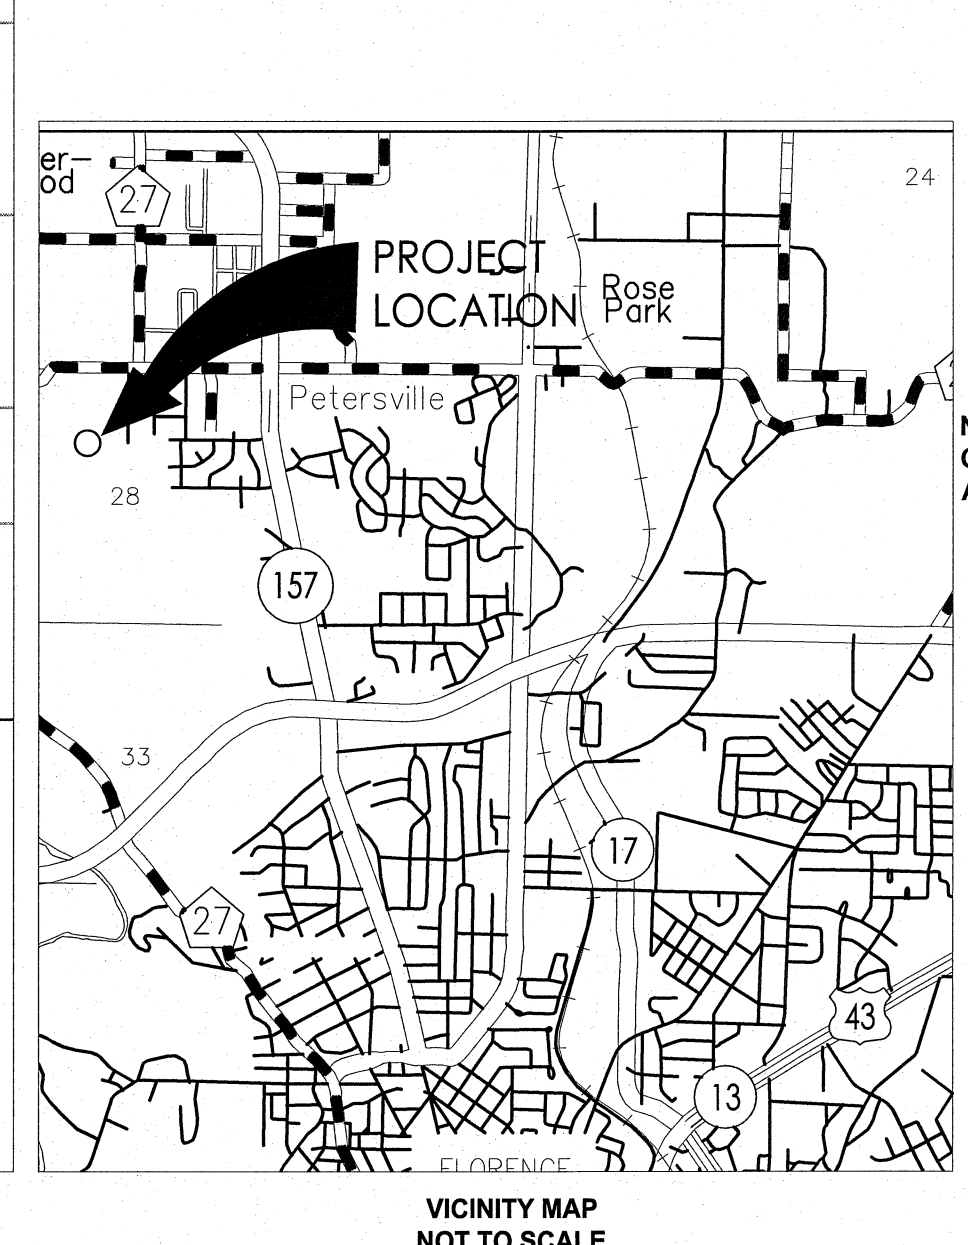 er-
od
27
24
PROJECT
LOCATION
Rose
Park
Petersville
28
157
33
17
27
43
13
FLORENCE
VICINITY MAP
NOT TO SCALE